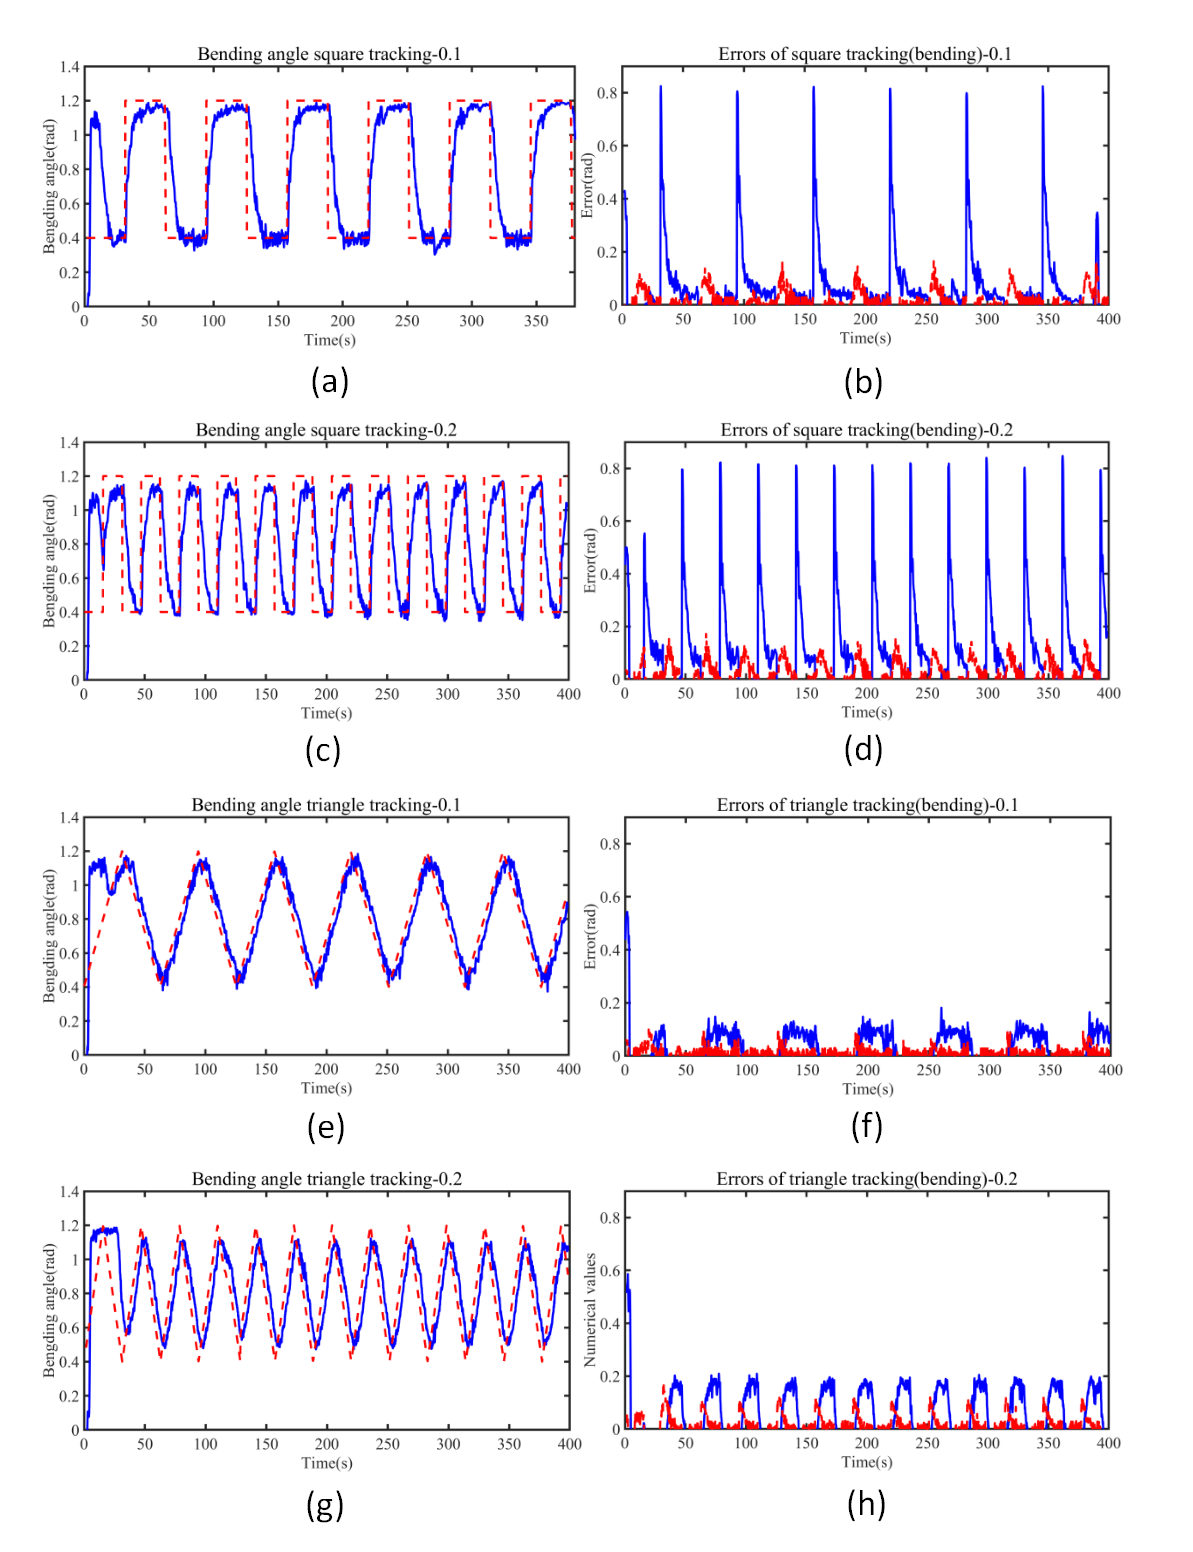 Bending angle square tracking-0.1
Bengding angle(rad)
1.4
1.2
1
0.8
0.6
0.4
0.2
0
0 50 100 150 200 250 300 350
Time(s)
(a)
Errors of square tracking(bending)-0.1
Error(rad)
0.8
0.6
0.4
0.2
0
0 50 100 150 200 250 300 350 400
Time(s)
(b)
Bending angle square tracking-0.2
Bengding angle(rad)
1.4
1.2
1
0.8
0.6
0.4
0.2
0
0 50 100 150 200 250 300 350 400
Time(s)
(c)
Errors of square tracking(bending)-0.2
Error(rad)
0.8
0.6
0.4
0.2
0
0 50 100 150 200 250 300 350 400
Time(s)
(d)
Bending angle triangle tracking-0.1
Bengding angle(rad)
1.4
1.2
1
0.8
0.6
0.4
0.2
0
0 50 100 150 200 250 300 350 400
Time(s)
(e)
Errors of triangle tracking(bending)-0.1
Error(rad)
0.8
0.6
0.4
0.2
0
0 50 100 150 200 250 300 350 400
Time(s)
(f)
Bending angle triangle tracking-0.2
Bengding angle(rad)
1.4
1.2
1
0.8
0.6
0.4
0.2
0
0 50 100 150 200 250 300 350 400
Time(s)
(g)
Errors of triangle tracking(bending)-0.2
Numerical values
0.8
0.6
0.4
0.2
0
0 50 100 150 200 250 300 350 400
Time(s)
(h)